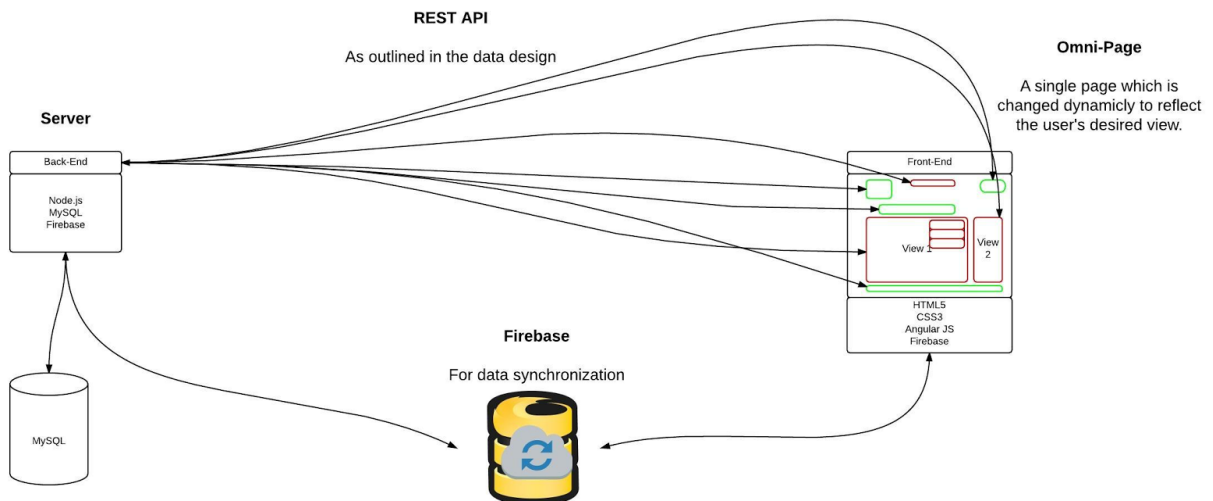 REST API
As outlined in the data design
Omni-Page
A single page which is
changed dynamicly to reflect
the user's desired view.
Server
Back-End
Node.js
MySQL
Firebase
Front-End
View 1
View
2
HTML5
CSS3
Angular JS
Firebase
Firebase
For data synchronization
MySQL